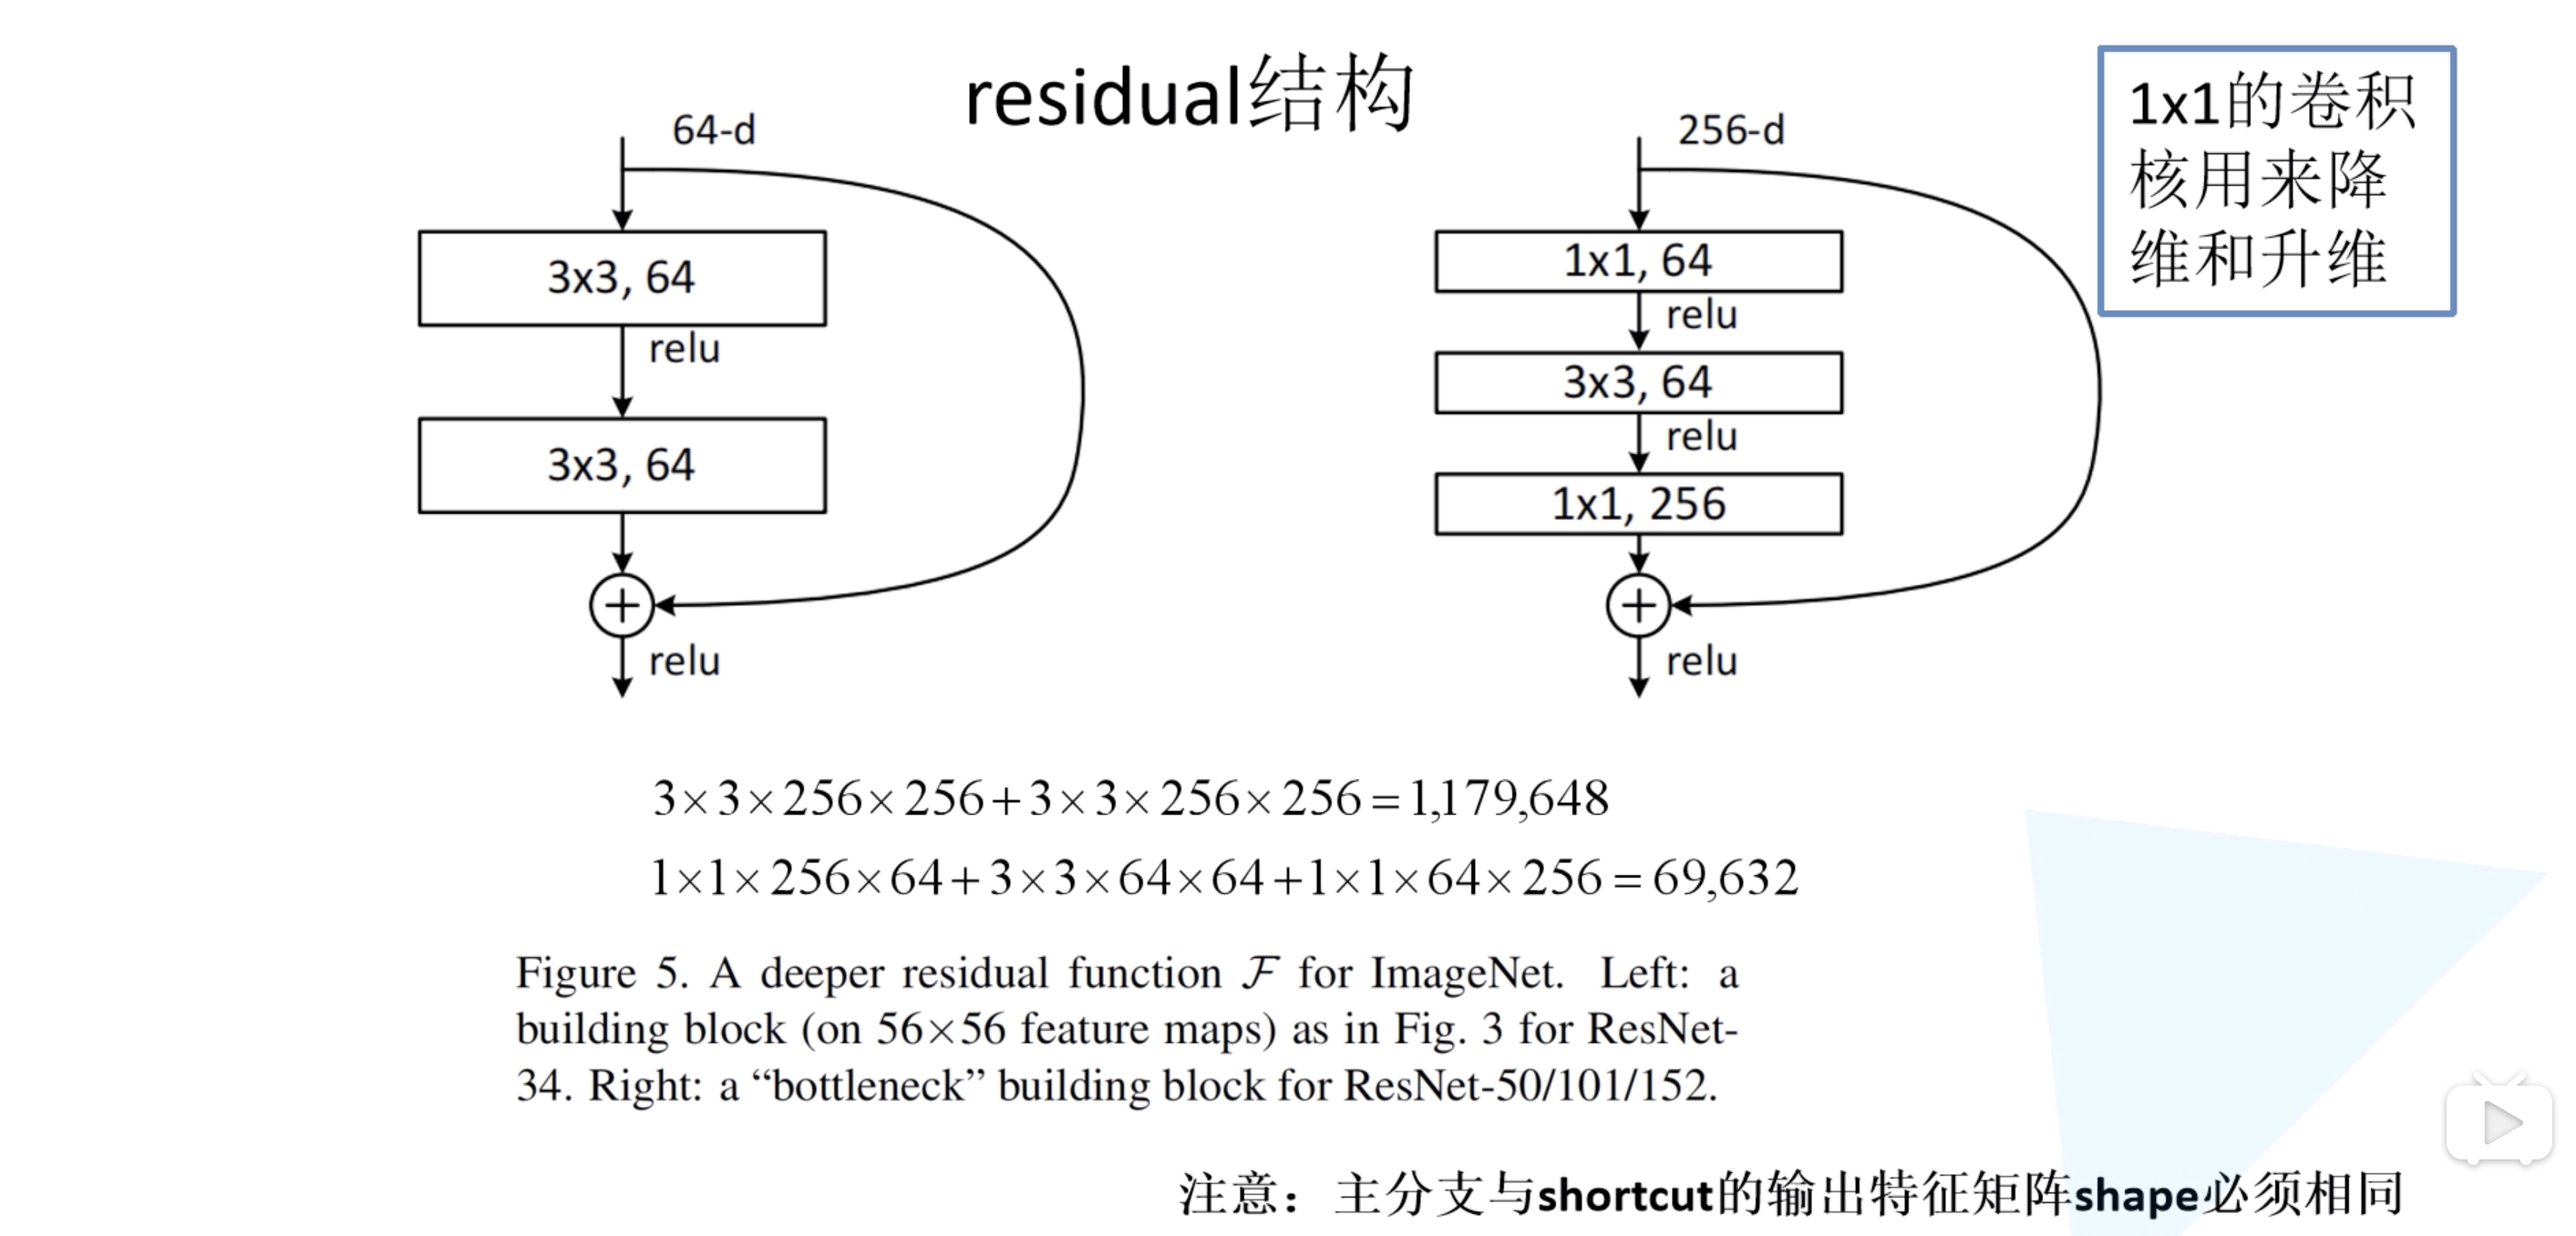 residual结构
64-d
3x3, 64
relu
3x3, 64
relu
256-d
1x1, 64
relu
3x3, 64
relu
1x1, 256
relu
1x1的卷积
核用来降
维和升维
3×3×256×256+3×3×256×256=1,179,648
1×1×256×64+3×3×64×64+1×1×64×256=69,632
Figure 5. A deeper residual function F for ImageNet. Left: a
building block (on 56×56 feature maps) as in Fig. 3 for ResNet-
34. Right: a “bottleneck” building block for ResNet-50/101/152.
注意：主分支与shortcut的输出特征矩阵shape必须相同